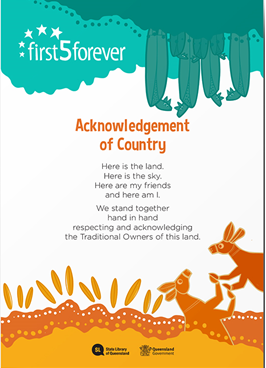 first5forever
Acknowledgement
of Country
Here is the land.
Here is the sky.
Here are my friends
and here am I.
We stand together
hand in hand
respecting and acknowledging
the Traditional Owners of this land.
SL
State Library
of Queensland
Queensland
Government